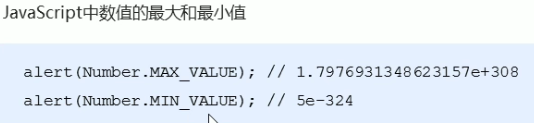 JavaScript中数值的最大和最小值
alert(Number.MAX_VALUE); // 1.7976931348623157e+308
alert(Number.MIN_VALUE); // 5e-324